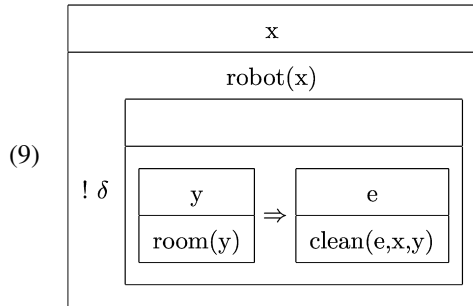 x
robot(x)
(9)
! δ
y ⇒ e
room(y) clean(e,x,y)